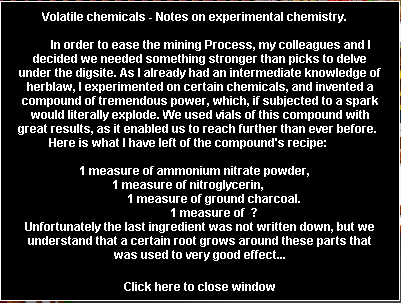 Volatile chemicals - Notes on experimental chemistry.
In order to ease the mining Process, my colleagues and I
decided we needed something stronger than picks to delve
under the digsite. As I already had an intermediate knowledge of
herblaw, I experimented on certain chemicals, and invented a
compound of tremendous power, which, if subjected to a spark
would literally explode. We used vials of this compound with
great results, as it enabled us to reach further than ever before.
Here is what I have left of the compound's recipe:
1 measure of ammonium nitrate powder,
1 measure of nitroglycerin,
1 measure of ground charcoal.
1 measure of ?
Unfortunately the last ingredient was not written down, but we
understand that a certain root grows around these parts that
was used to very good effect...
Click here to close window